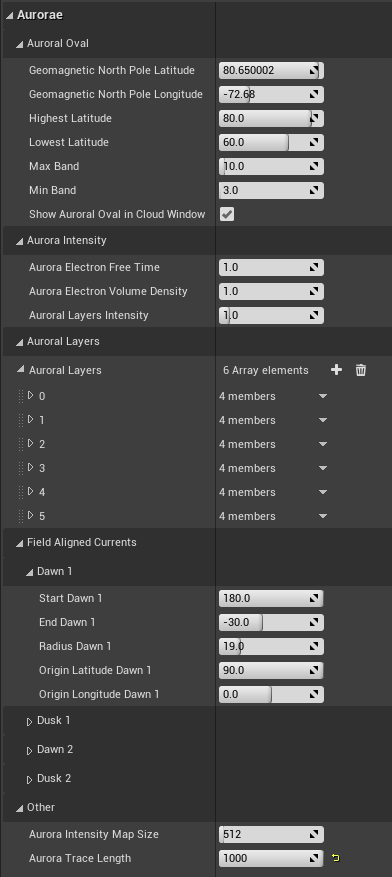 Aurorae
Auroral Oval
Geomagnetic North Pole Latitude 80.650002
Geomagnetic North Pole Longitude -72.68
Highest Latitude 80.0
Lowest Latitude 60.0
Max Band 10.0
Min Band 3.0
Show Auroral Oval in Cloud Window
Aurora Intensity
Aurora Electron Free Time 1.0
Aurora Electron Volume Density 1.0
Auroral Layers Intensity 1.0
Auroral Layers
Auroral Layers 6 Array elements
0 4 members
1 4 members
2 4 members
3 4 members
4 4 members
5 4 members
Field Aligned Currents
Dawn 1
Start Dawn 1 180.0
End Dawn 1 -30.0
Radius Dawn 1 19.0
Origin Latitude Dawn 1 90.0
Origin Longitude Dawn 1 0.0
Dusk 1
Dawn 2
Dusk 2
Other
Aurora Intensity Map Size 512
Aurora Trace Length 1000